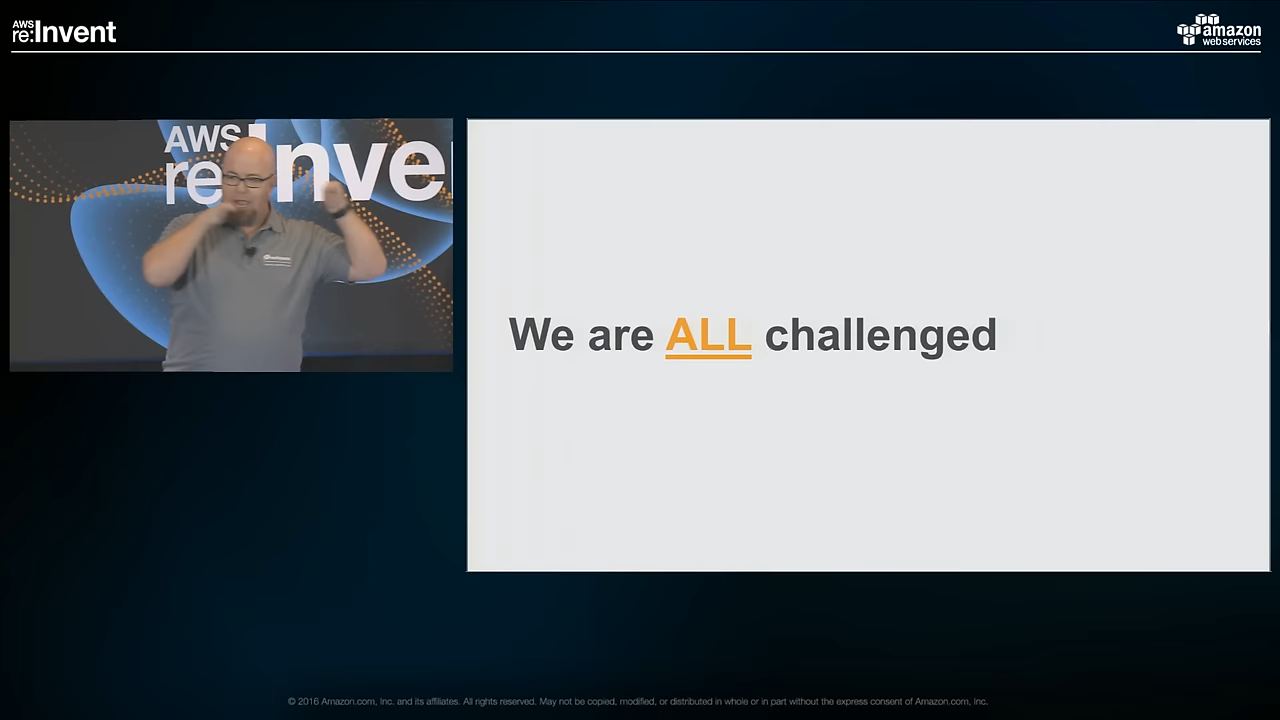 AWS
re:Invent
amazon
web services
AWS
re:Inve
We are ALL challenged
© 2016 Amazon.com, Inc. and its affiliates. All rights reserved. May not be copied, modified, or distributed in whole or in part without the express consent of Amazon.com, Inc.